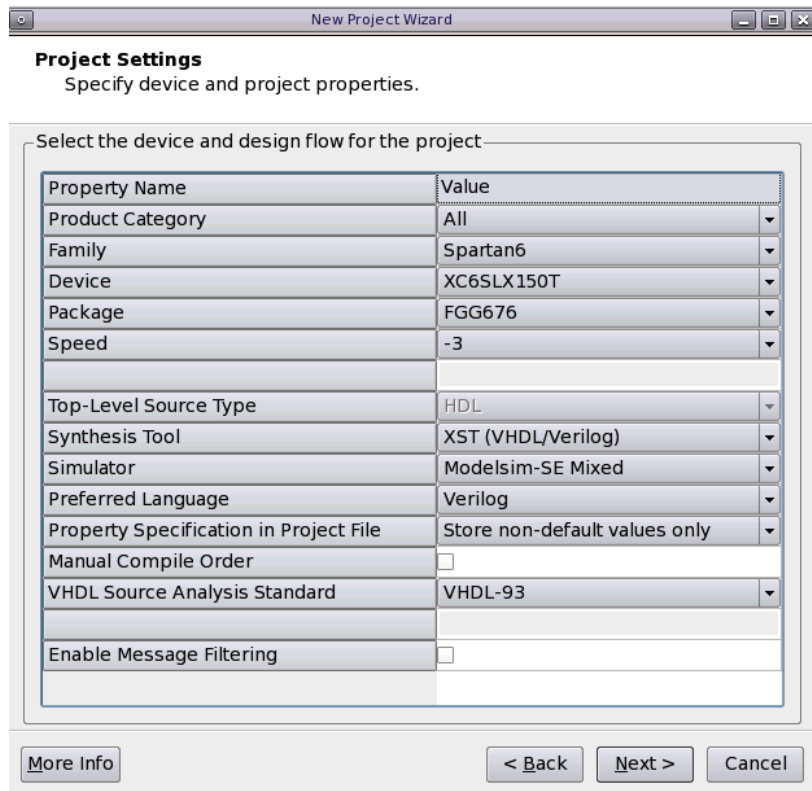 New Project Wizard
Project Settings
Specify device and project properties.
Select the device and design flow for the project
Property Name Value
Product Category All
Family Spartan6
Device XC6SLX150T
Package FGG676
Speed -3
Top-Level Source Type HDL
Synthesis Tool XST (VHDL/Verilog)
Simulator Modelsim-SE Mixed
Preferred Language Verilog
Property Specification in Project File Store non-default values only
Manual Compile Order
VHDL Source Analysis Standard VHDL-93
Enable Message Filtering
More Info < Back Next > Cancel